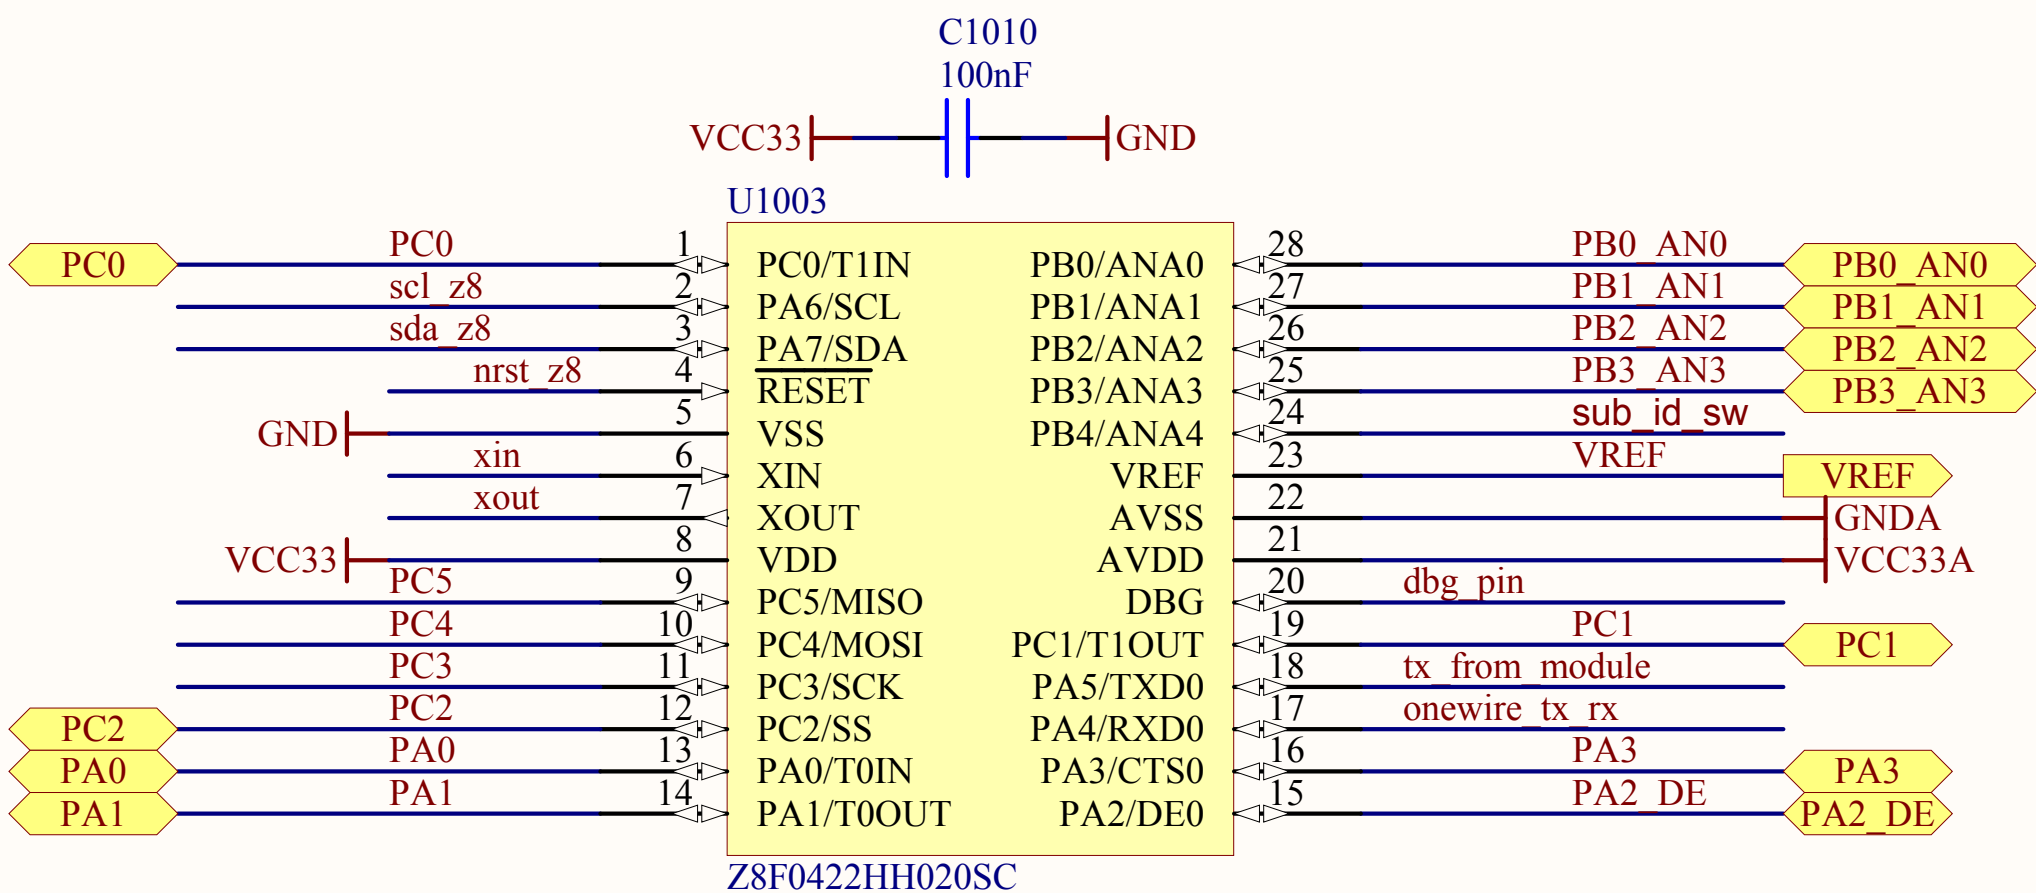 C1010
100nF
VCC33 GND
U1003
PC0 PC0 1 PC0/T1IN PB0/ANA0 28 PB0_AN0 PB0_AN0
scl_z8 2 PA6/SCL PB1/ANA1 27 PB1_AN1 PB1_AN1
sda_z8 3 PA7/SDA PB2/ANA2 26 PB2_AN2 PB2_AN2
nrst_z8 4 RESET PB3/ANA3 25 PB3_AN3 PB3_AN3
GND 5 VSS PB4/ANA4 24 sub_id_sw
xin 6 XIN VREF 23 VREF VREF
xout 7 XOUT AVSS 22 GNDA
VCC33 8 VDD AVDD 21 VCC33A
PC5 9 PC5/MISO DBG 20 dbg_pin
PC4 10 PC4/MOSI PC1/T1OUT 19 PC1 PC1
PC3 11 PC3/SCK PA5/TXD0 18 tx_from_module
PC2 PC2 12 PC2/SS PA4/RXD0 17 onewire_tx_rx
PA0 PA0 13 PA0/T0IN PA3/CTS0 16 PA3 PA3
PA1 PA1 14 PA1/T0OUT PA2/DE0 15 PA2_DE PA2_DE
Z8F0422HH020SC